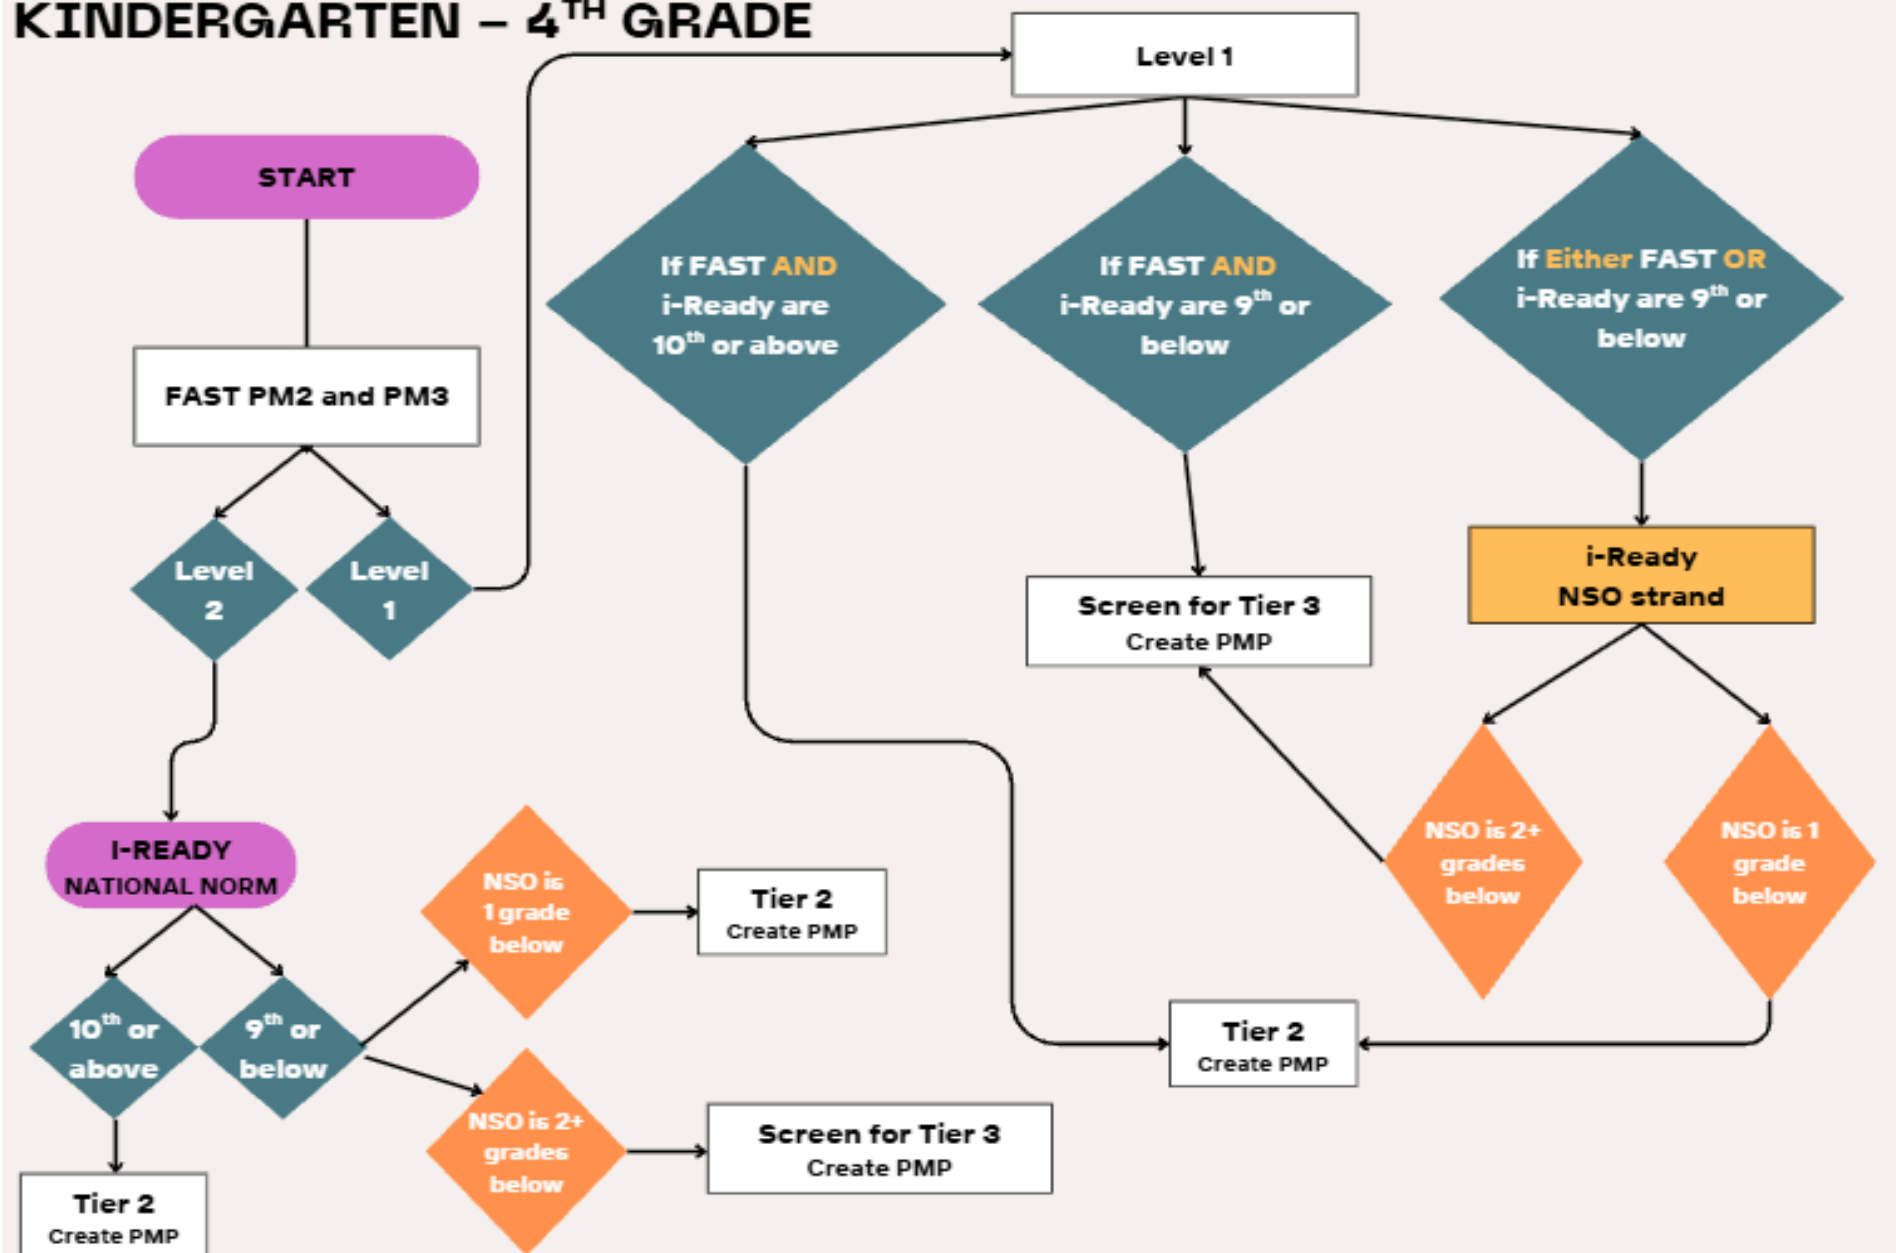 KINDERGARTEN – 4TH GRADE
START
FAST PM2 and PM3
Level
2
Level
1
Level 1
If FAST AND
i-Ready are
10th or above
If FAST AND
i-Ready are 9th or
below
If Either FAST OR
i-Ready are 9th or
below
Screen for Tier 3
Create PMP
i-Ready
NSO strand
NSO is 2+
grades
below
NSO is 1
grade
below
Tier 2
Create PMP
I-READY
NATIONAL NORM
10th or
above
9th or
below
NSO is
1 grade
below
Tier 2
Create PMP
NSO is 2+
grades
below
Screen for Tier 3
Create PMP
Tier 2
Create PMP